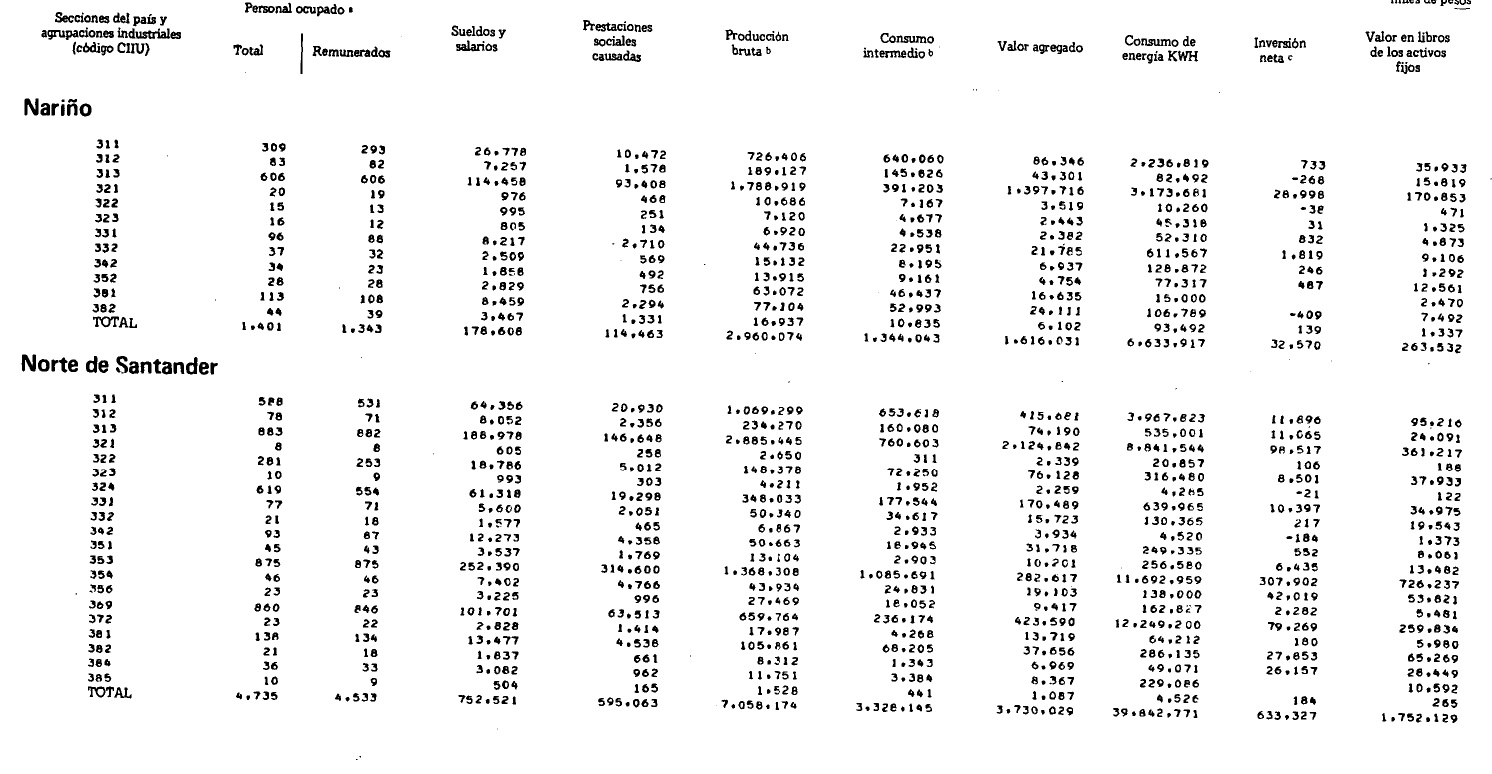 miles de pesos
Secciones del país y
agrupaciones industriales
(código CIIU)
Personal ocupado a
Total
Remunerados
Sueldos y
salarios
Prestaciones
sociales
causadas
Producción
bruta b
Consumo
intermedio b
Valor agregado
Consumo de
energía KWH
Inversión
neta c
Valor en libros
de los activos
fijos
Nariño
311 309 293 26.778 10.472 726.406 640.060 86.346 2.236.819 733 35.933
312 83 82 7.257 1.578 189.127 145.826 43.301 82.492 -268 15.819
313 606 606 114.458 93.408 1.788.919 391.203 1.397.716 3.173.681 28.998 170.853
321 20 19 976 468 10.686 7.167 3.519 10.260 -38 471
322 15 13 995 251 7.120 4.677 2.443 45.318 31 1.325
323 16 12 805 134 6.920 4.538 2.382 52.310 832 4.873
331 96 88 8.217 2.710 44.736 22.951 21.785 611.567 1.819 9.106
332 37 32 2.509 569 15.132 8.195 6.937 128.872 246 1.292
342 34 23 1.858 492 13.915 9.161 4.754 77.317 487 12.561
352 28 28 2.829 756 63.072 46.437 16.635 15.000 2.470
381 113 108 8.459 2.294 77.104 52.993 24.111 106.789 -409 7.492
382 44 39 3.467 1.331 16.937 10.835 6.102 93.492 139 1.337
TOTAL 1.401 1.343 178.608 114.463 2.960.074 1.344.043 1.616.031 6.633.917 32.570 263.532
Norte de Santander
311 588 531 64.356 20.930 1.069.299 653.618 415.681 3.967.823 11.896 95.216
312 78 71 8.052 2.356 234.270 160.080 74.190 535.001 11.065 24.091
313 883 882 188.978 146.648 2.885.445 760.603 2.124.842 8.841.544 98.517 361.217
321 8 8 605 258 2.650 311 2.339 20.857 106 188
322 281 253 18.786 5.012 148.378 72.250 76.128 316.480 8.501 37.933
323 10 9 993 303 4.211 1.952 2.259 4.285 -21 122
324 619 554 61.318 19.298 348.033 177.544 170.489 639.965 10.397 34.975
331 77 71 5.600 2.051 50.340 34.617 15.723 130.365 217 19.543
332 21 18 1.577 465 6.867 2.933 3.934 4.520 -184 1.373
342 93 87 12.273 4.358 50.663 18.945 31.718 249.335 552 8.061
351 45 43 3.537 1.769 13.104 2.903 10.201 256.580 6.435 13.482
353 875 875 252.390 314.600 1.368.308 1.085.691 282.617 11.692.959 307.902 726.237
354 46 46 7.402 4.766 43.934 24.831 19.103 138.000 42.019 53.821
356 23 23 3.225 996 27.469 18.052 9.417 162.827 2.282 5.481
369 860 846 101.701 63.513 659.764 236.174 423.590 12.249.200 79.269 259.834
372 23 22 2.828 1.414 17.987 4.268 13.719 64.212 180 5.980
381 138 134 13.477 4.538 105.861 68.205 37.656 286.135 27.853 65.269
382 21 18 1.837 661 8.312 1.343 6.969 49.071 26.157 28.449
384 36 33 3.082 962 11.751 3.384 8.367 229.086 10.592
385 10 9 504 165 1.528 441 1.087 4.526 184 265
TOTAL 4.735 4.533 752.521 595.063 7.058.174 3.328.145 3.730.029 39.842.771 633.327 1.752.129